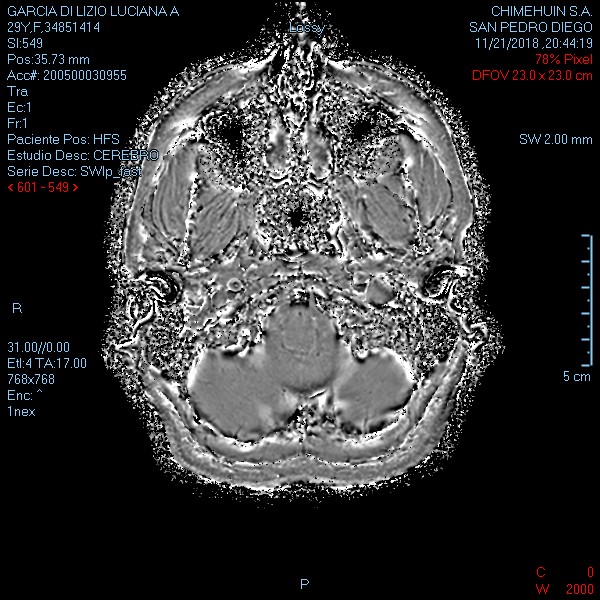 GARCIA DI LIZIO LUCIANA A
29Y,F,34851414
Sl:549
Pos:35.73 mm
Acc#: 200500030955
Tra
Ec:1
Fr:1
Paciente Pos: HFS
Estudio Desc: CEREBRO
Serie Desc: SWIp_fast
< 601 - 549 >
Lossy
CHIMEHUIN S.A.
SAN PEDRO DIEGO
11/21/2018 ,20:44:19
78% Pixel
DFOV 23.0 x 23.0 cm
SW 2.00 mm
R
5 cm
31.00//0.00
Etl:4 TA:17.00
768x768
Enc: ^
1nex
P
C 0
W 2000